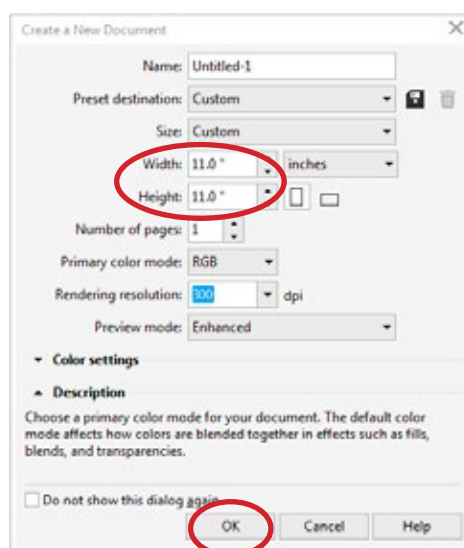 Create a New Document
Name: Untitled-1
Preset destination: Custom
Size: Custom
Width: 11.0 " inches
Height: 11.0 "
Number of pages: 1
Primary color mode: RGB
Rendering resolution: 300 dpi
Preview mode: Enhanced
Color settings
Description
Choose a primary color mode for your document. The default color
mode affects how colors are blended together in effects such as fills,
blends, and transparencies.
Do not show this dialog again
OK Cancel Help